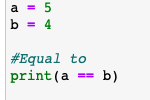 a = 5
b = 4
#Equal to
print(a == b)